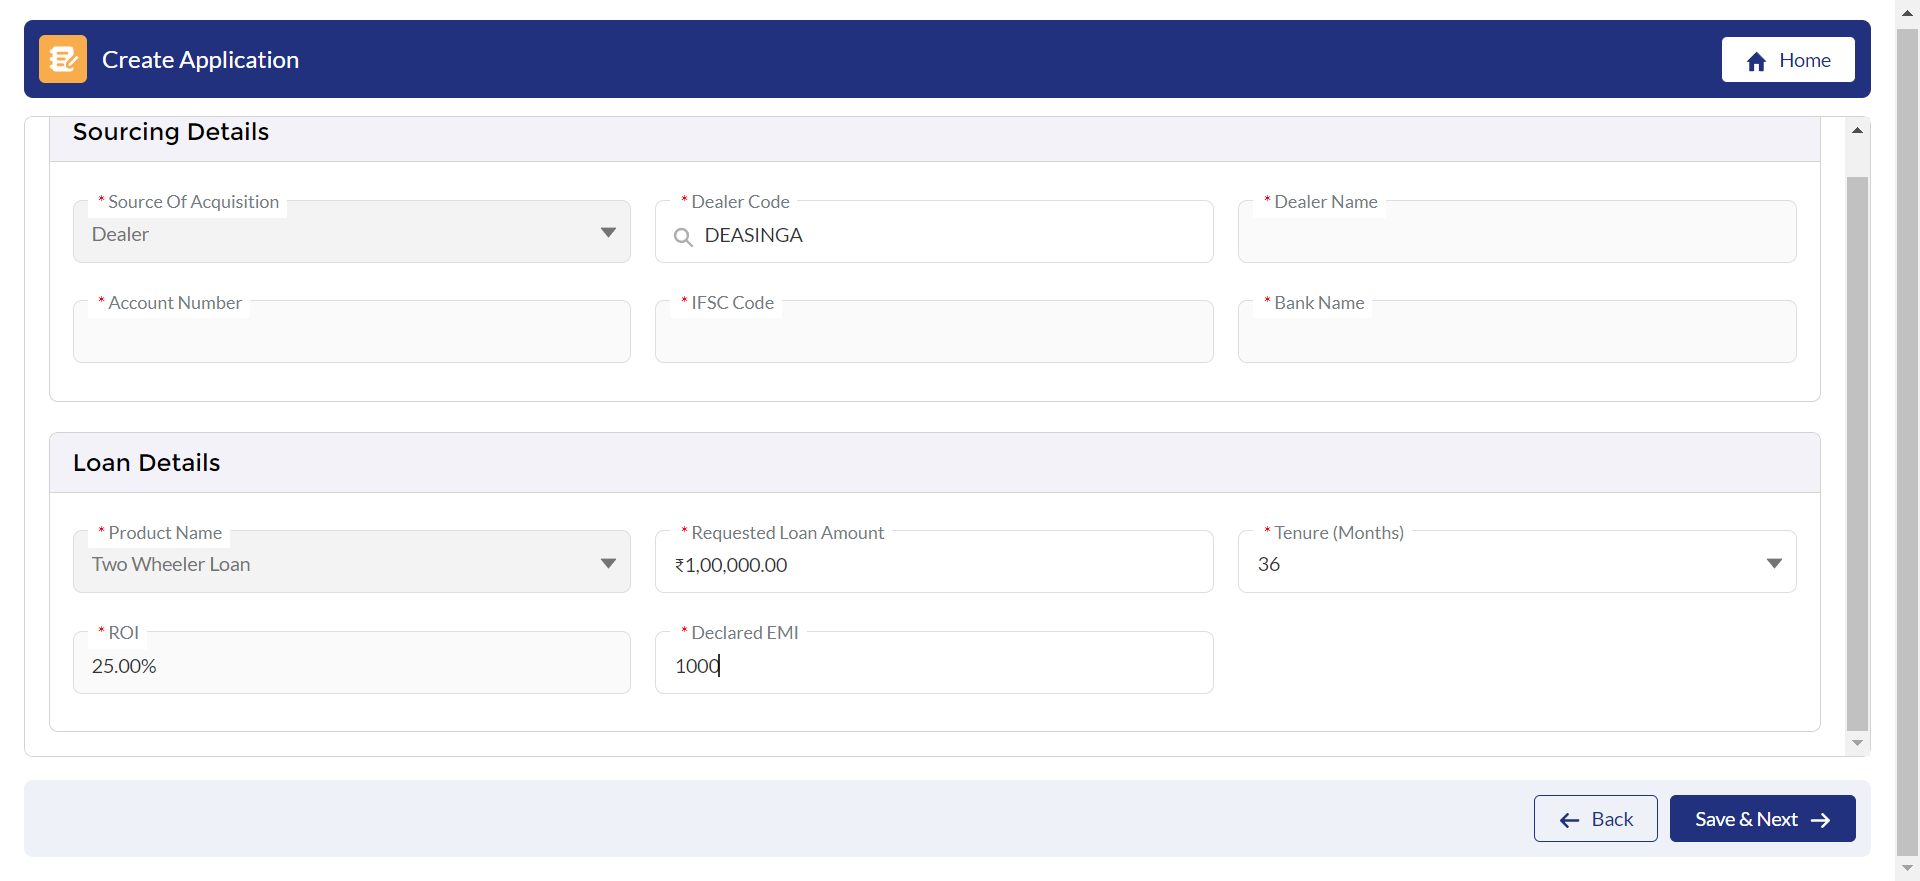 Create Application
Home
Sourcing Details
* Source Of Acquisition
Dealer
* Dealer Code
DEASINGA
* Dealer Name
* Account Number
* IFSC Code
* Bank Name
Loan Details
* Product Name
Two Wheeler Loan
* Requested Loan Amount
₹1,00,000.00
* Tenure (Months)
36
* ROI
25.00%
* Declared EMI
1000
Back
Save & Next